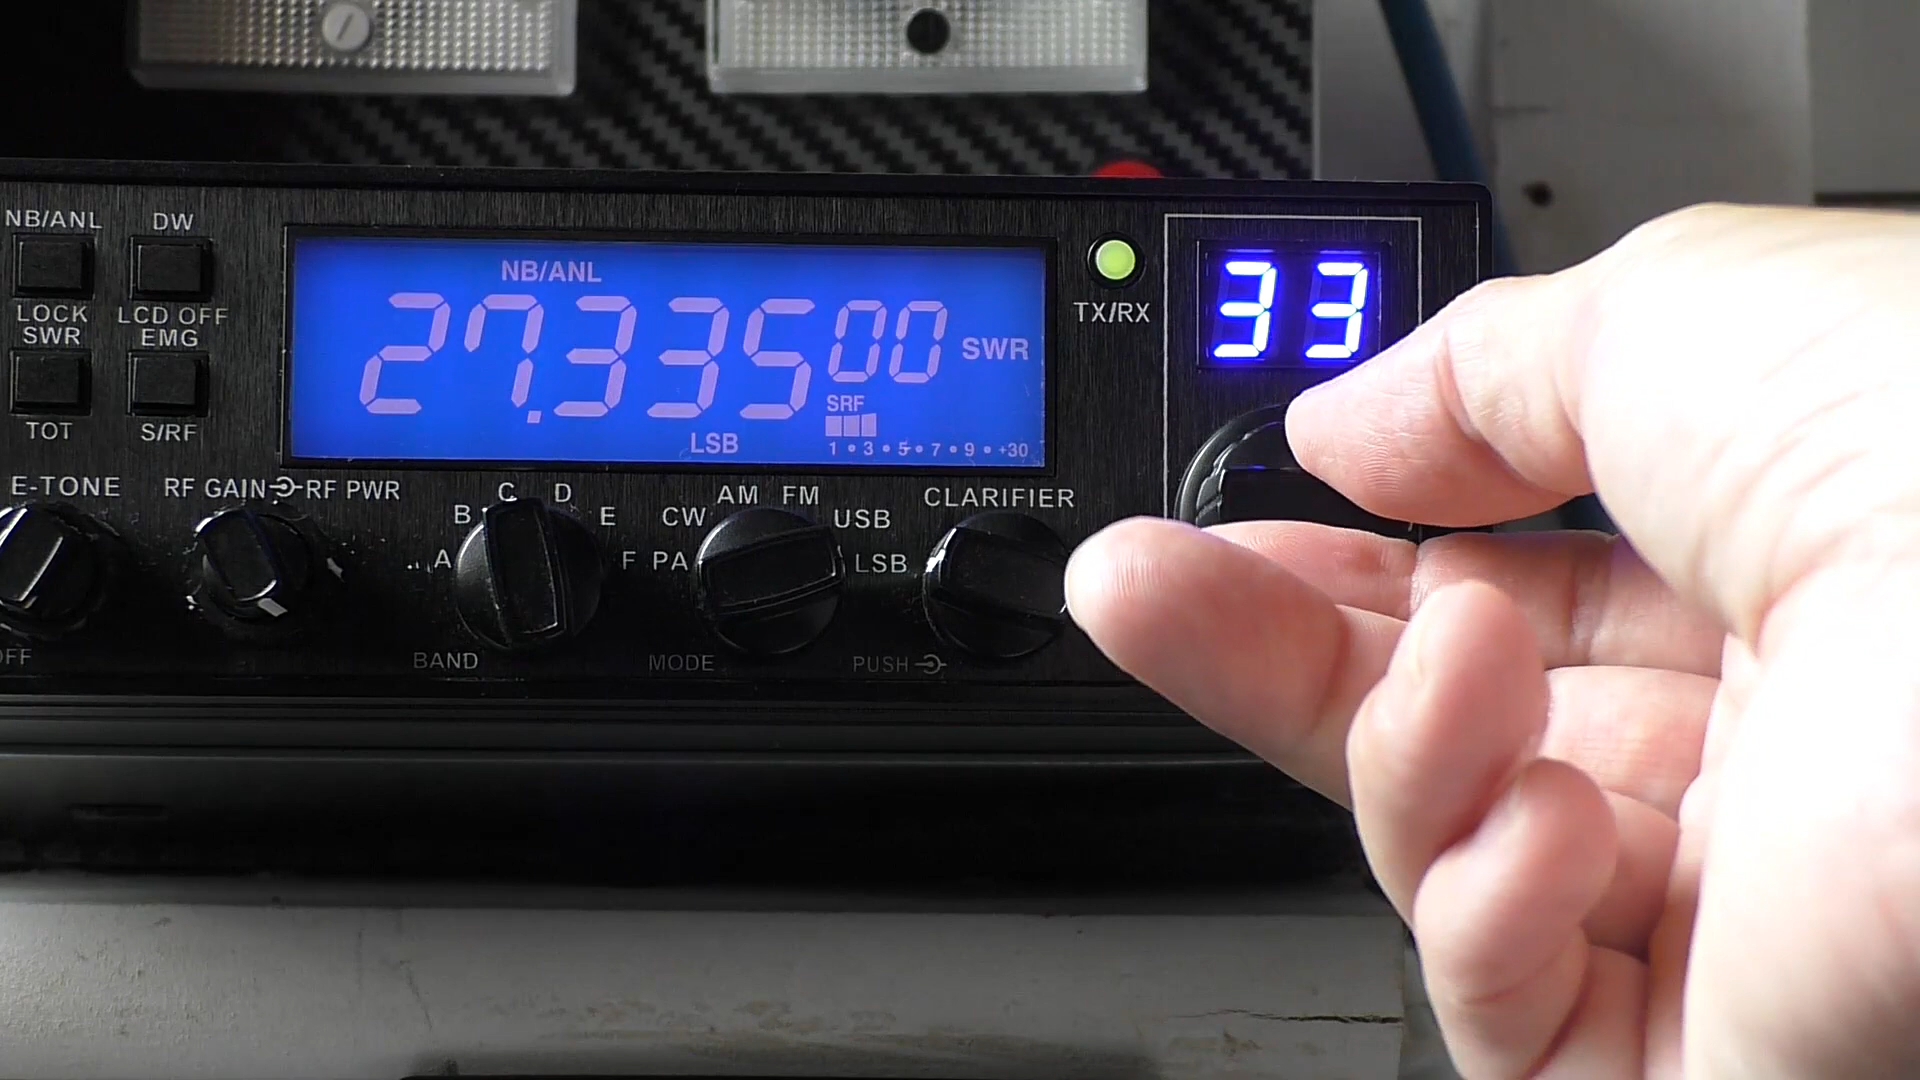 NB/ANL DW
LOCK LCD OFF
SWR EMG
TOT S/RF
NB/ANL
27.33500
SWR
SRF
LSB
1 • 3 • 5 • 7 • 9 • +30
TX/RX
33
E-TONE RF GAIN RF PWR
A B C D E F
BAND
PA CW AM FM USB LSB
MODE
CLARIFIER
PUSH